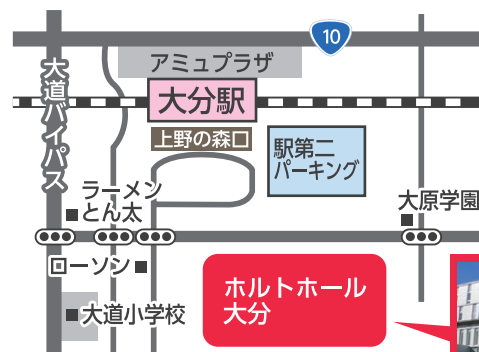 10
アミュプラザ
大分駅
上野の森口
大道バイパス
駅第二
パーキング
ラーメン
とん太
大原学園
ローソン
ホルトホール
大分
大道小学校